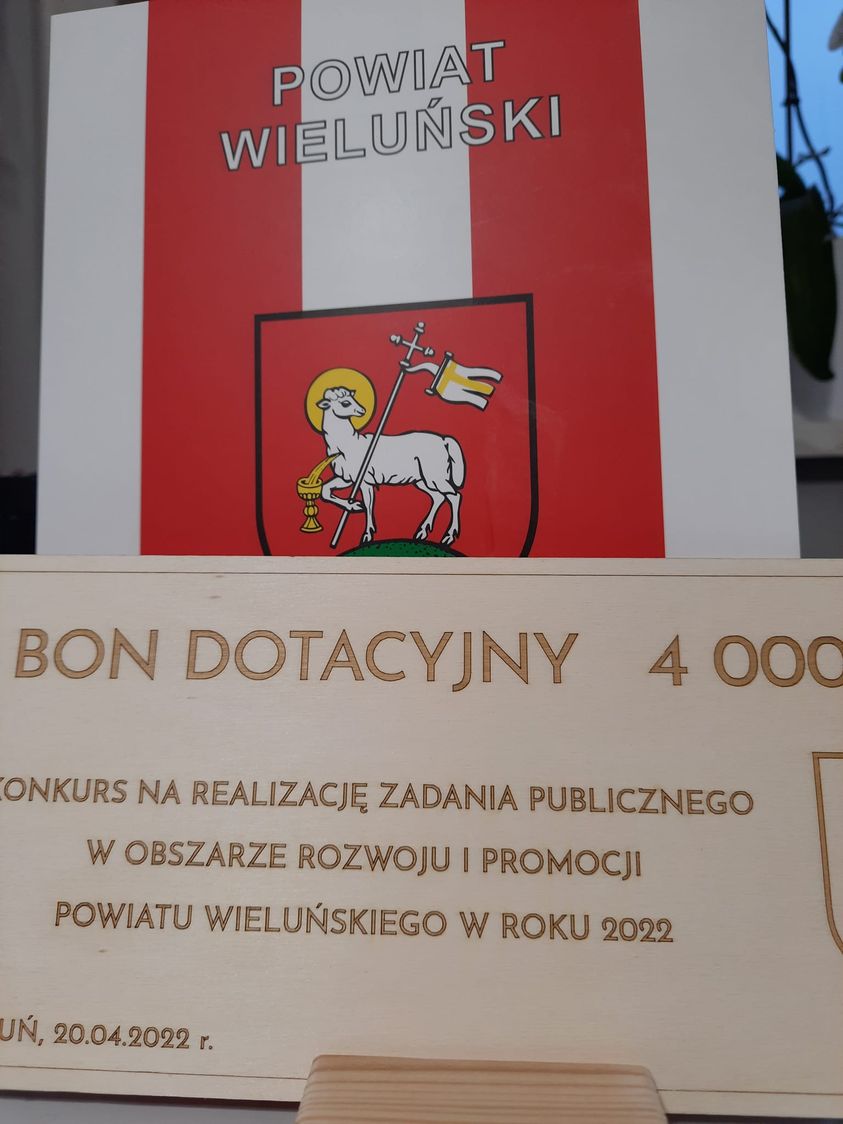 POWIAT
WIELUŃSKI
BON DOTACYJNY 4 000
KONKURS NA REALIZACJĘ ZADANIA PUBLICZNEGO
W OBSZARZE ROZWOJU I PROMOCJI
POWIATU WIELUŃSKIEGO W ROKU 2022
UŃ, 20.04.2022 r.